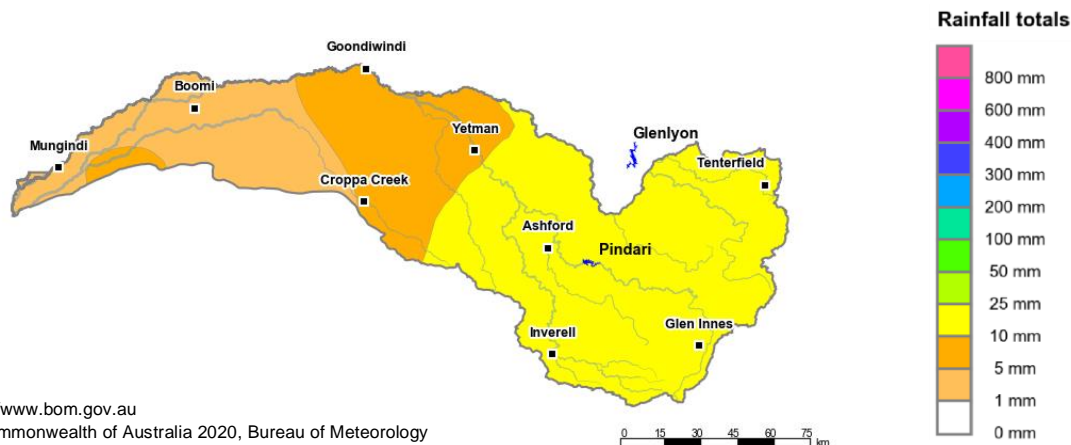 Rainfall totals
Goondiwindi
Boomi
Yetman
Mungindi
Glenlyon
Tenterfield
Croppa Creek
Ashford
Pindari
Inverell
Glen Innes
800 mm
600 mm
400 mm
300 mm
200 mm
100 mm
50 mm
25 mm
10 mm
5 mm
1 mm
0 mm
/www.bom.gov.au
mmonwealth of Australia 2020, Bureau of Meteorology
0 15 30 45 60 75
km